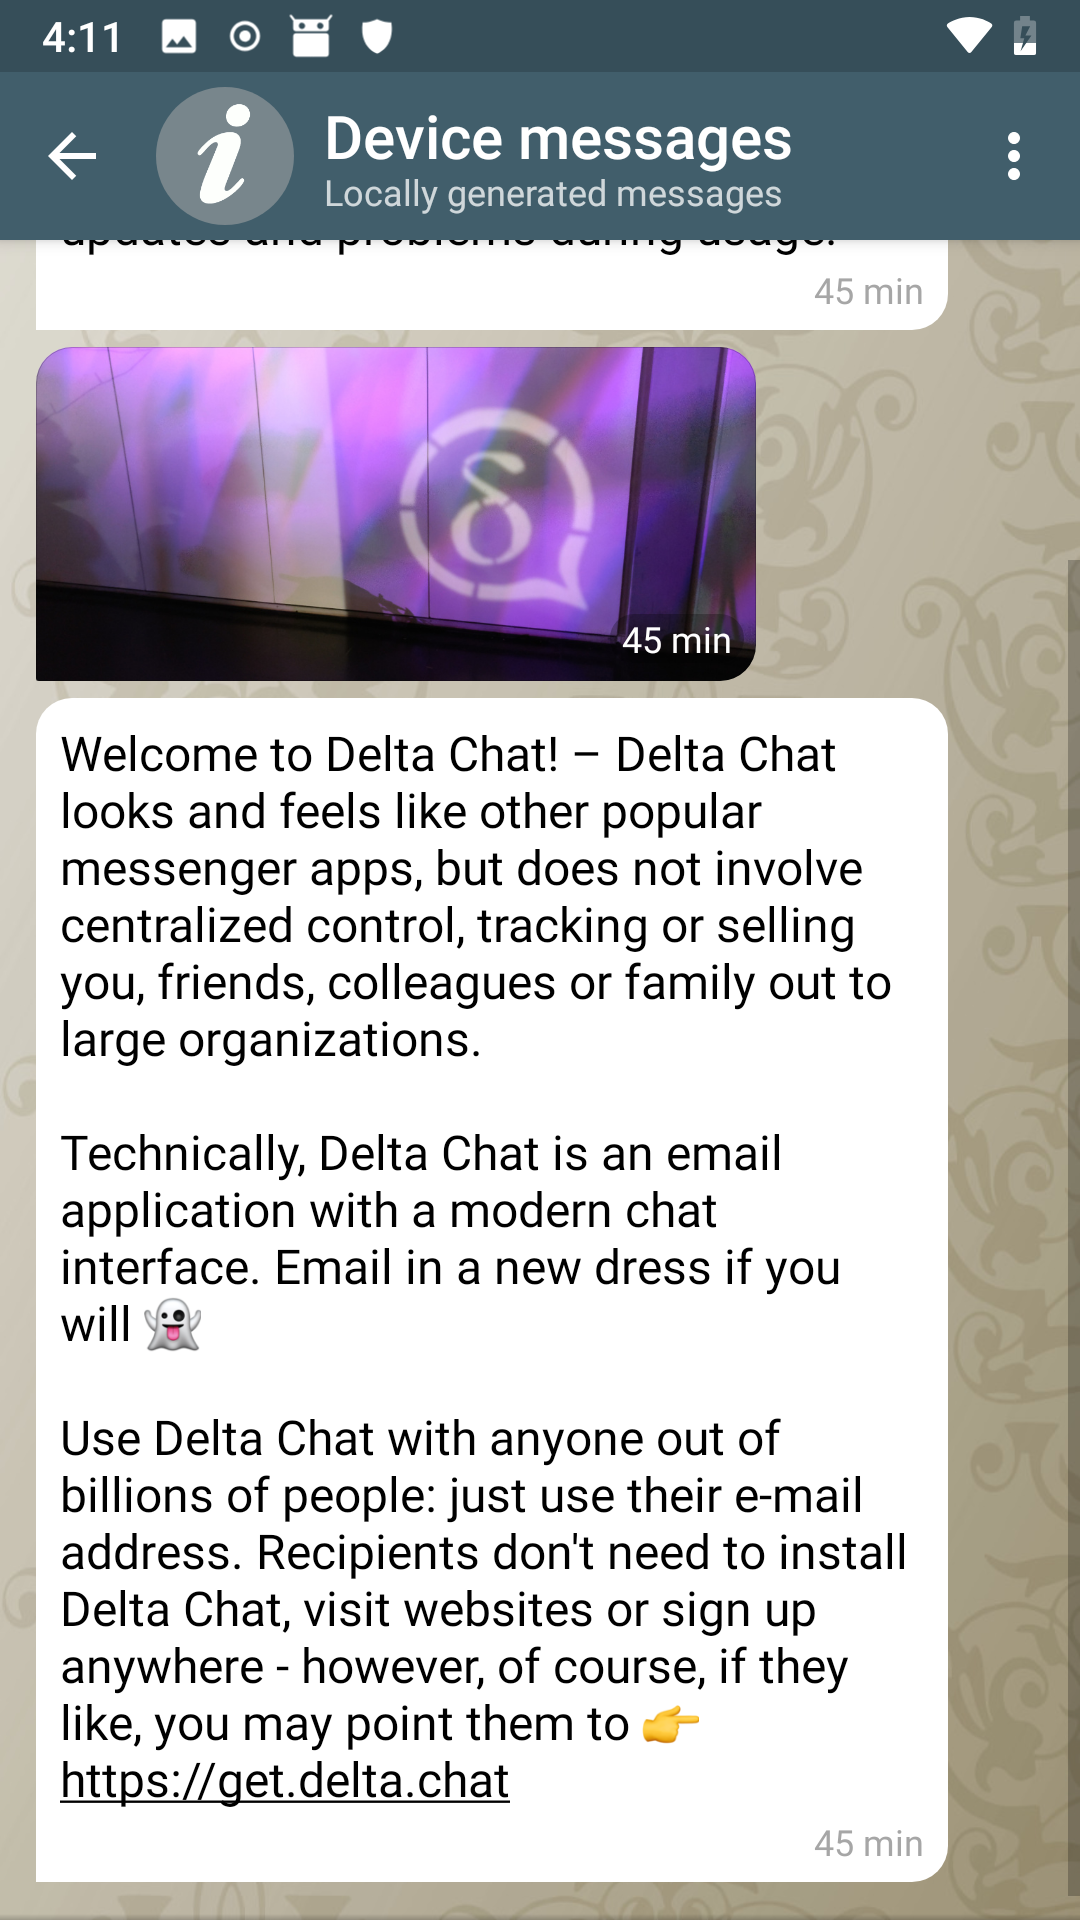 4:11
Device messages
Locally generated messages
updates and problems during usage.
45 min
δ
45 min
Welcome to Delta Chat! – Delta Chat
looks and feels like other popular
messenger apps, but does not involve
centralized control, tracking or selling
you, friends, colleagues or family out to
large organizations.
Technically, Delta Chat is an email
application with a modern chat
interface. Email in a new dress if you
will 👻
Use Delta Chat with anyone out of
billions of people: just use their e-mail
address. Recipients don't need to install
Delta Chat, visit websites or sign up
anywhere - however, of course, if they
like, you may point them to 👉
https://get.delta.chat
45 min